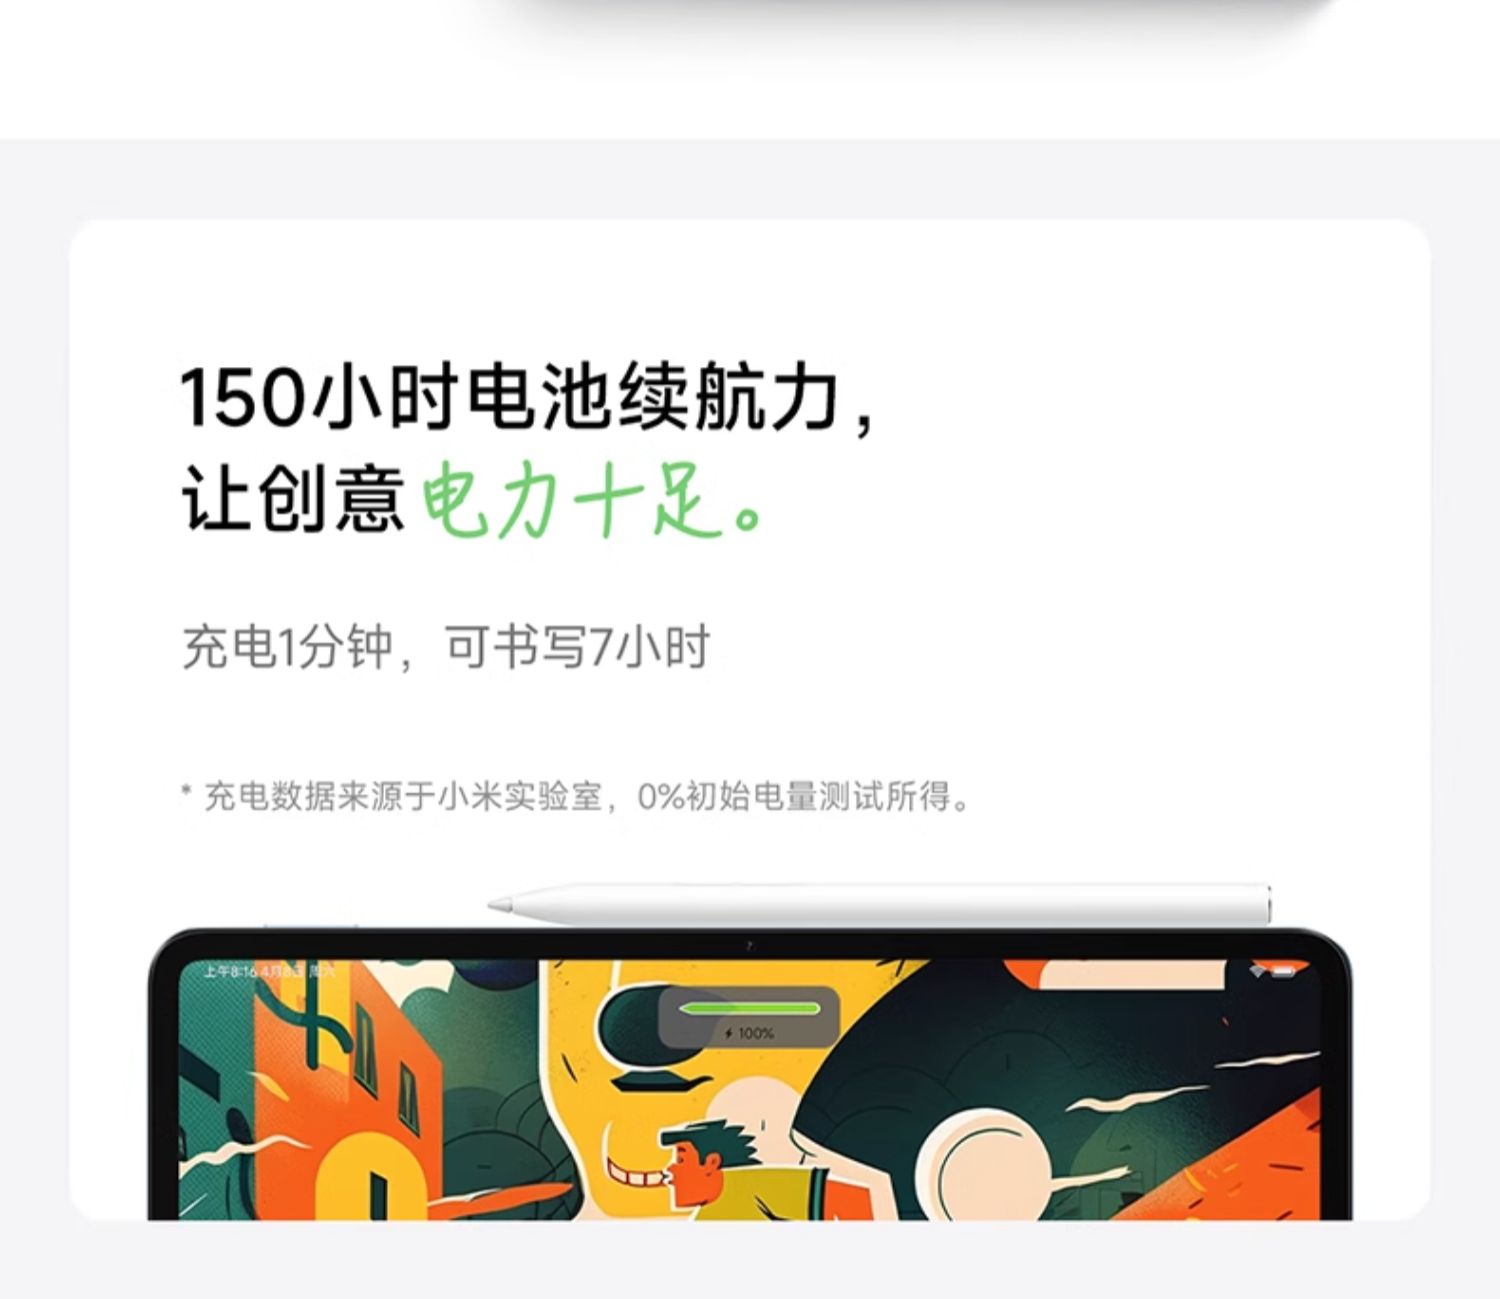 150小时电池续航力，
让创意电力十足。
充电1分钟，可书写7小时
* 充电数据来源于小米实验室，0%初始电量测试所得。
上午8:16 4月8日 周六
100%